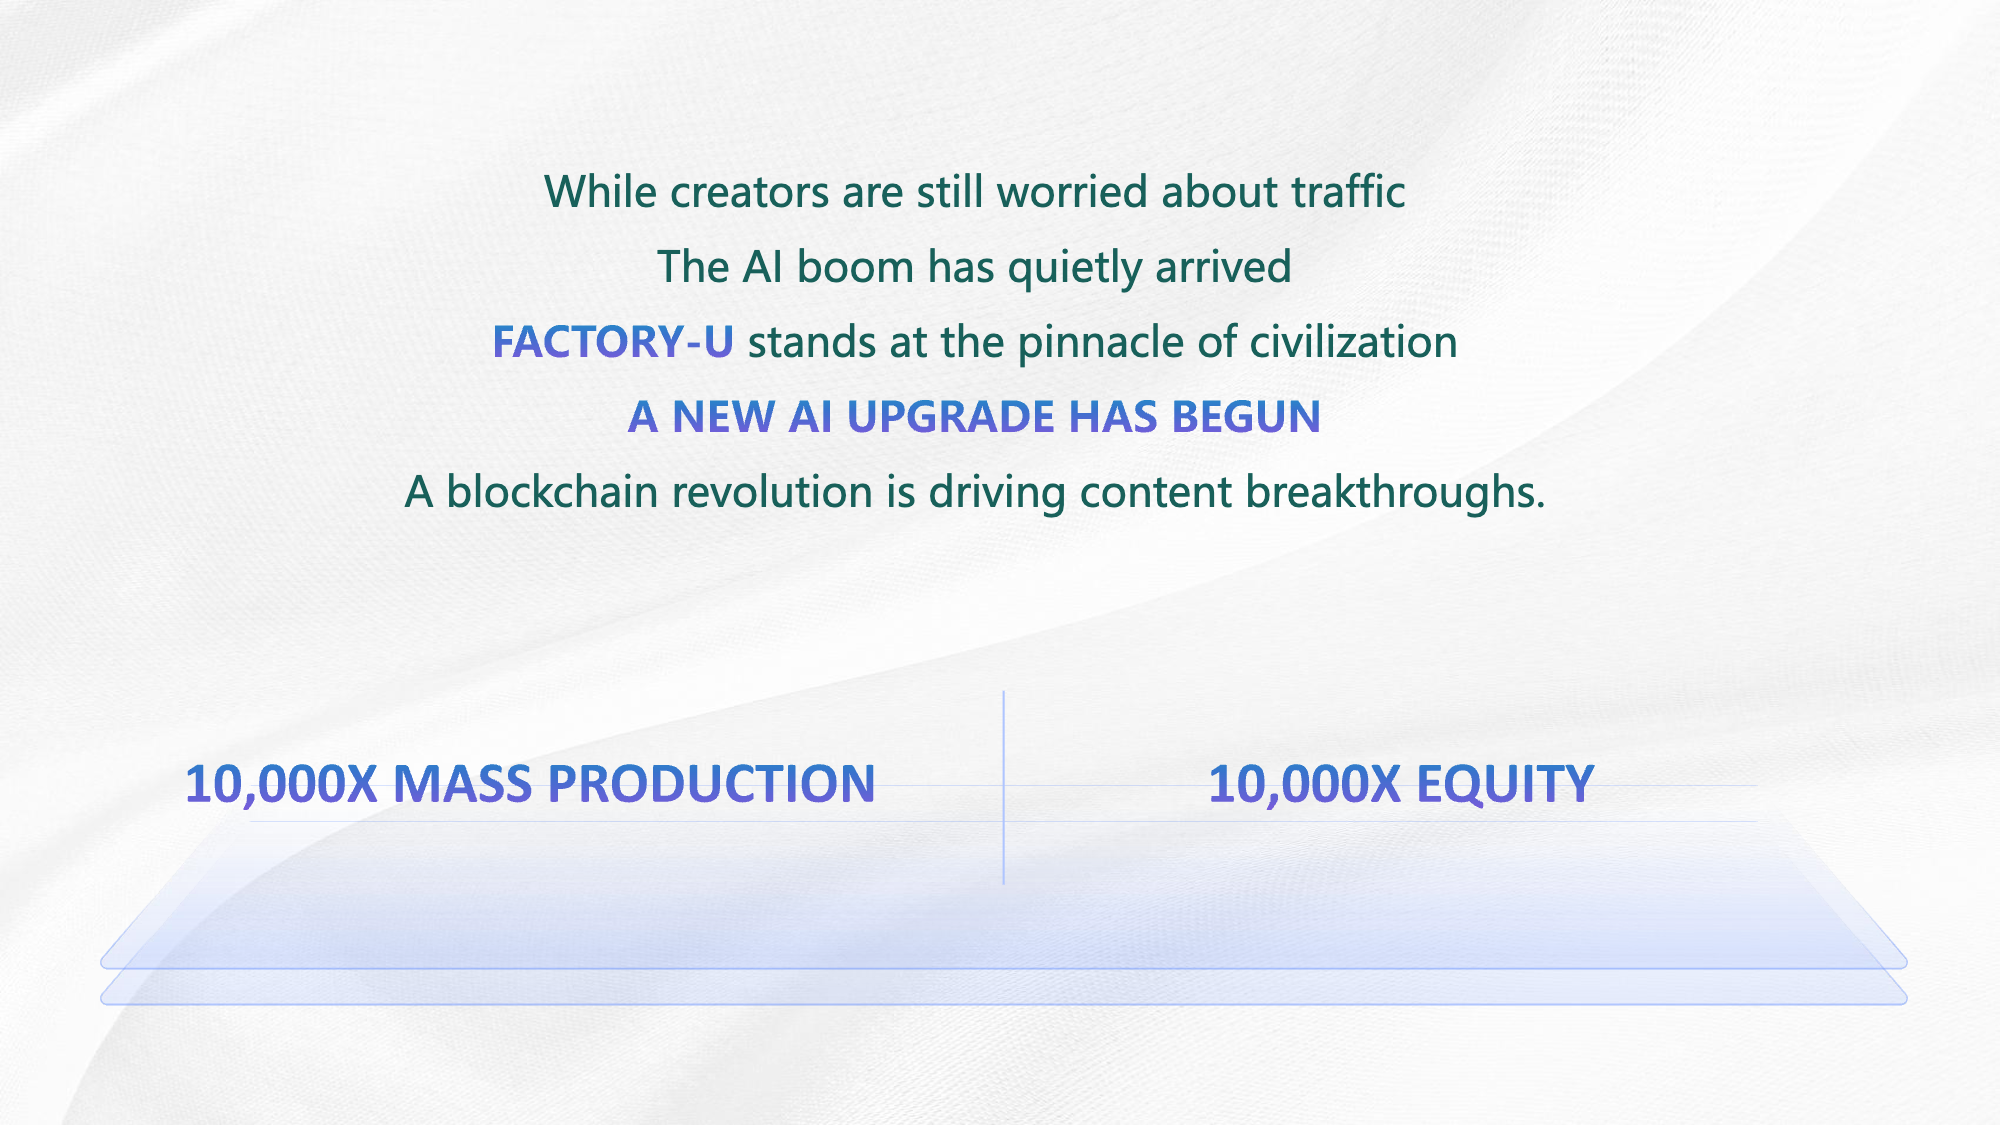 While creators are still worried about traffic
The AI boom has quietly arrived
FACTORY-U stands at the pinnacle of civilization
A NEW AI UPGRADE HAS BEGUN
A blockchain revolution is driving content breakthroughs.
10,000X MASS PRODUCTION
10,000X EQUITY